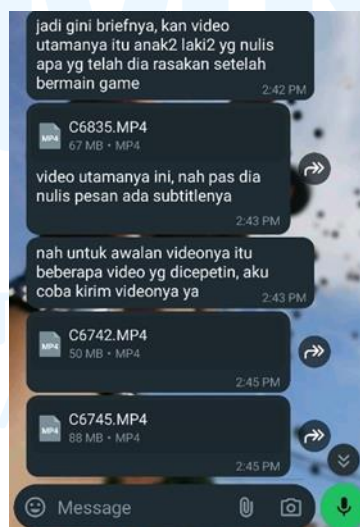 jadi gini briefnya, kan video
utamanya itu anak2 laki2 yg nulis
apa yg telah dia rasakan setelah
bermain game
2:42 PM
C6835.MP4
MP4
67 MB • MP4
video utamanya ini, nah pas dia
nulis pesan ada subtitlenya
2:43 PM
nah untuk awalan videonya itu
beberapa video yg dicepetin, aku
coba kirim videonya ya
2:43 PM
C6742.MP4
MP4
50 MB • MP4
2:45 PM
C6745.MP4
MP4
88 MB • MP4
2:45 PM
Message